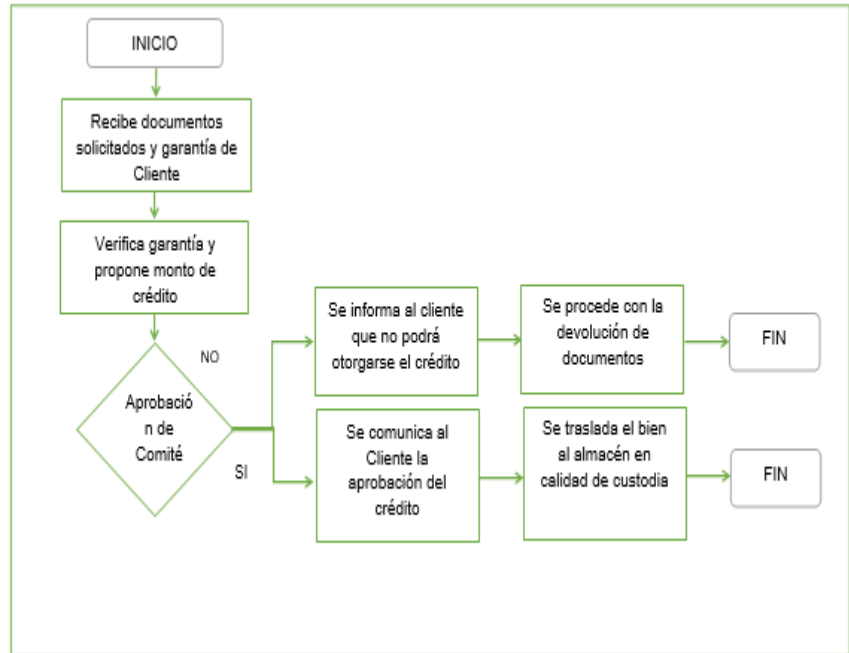 INICIO
Recibe documentos
solicitados y garantía de
Cliente
Verifica garantía y
propone monto de
crédito
Aprobació
n de
Comité
NO
Se informa al cliente
que no podrá
otorgarse el crédito
Se procede con la
devolución de
documentos
FIN
SI
Se comunica al
Cliente la
aprobación del
crédito
Se traslada el bien
al almacén en
calidad de custodia
FIN